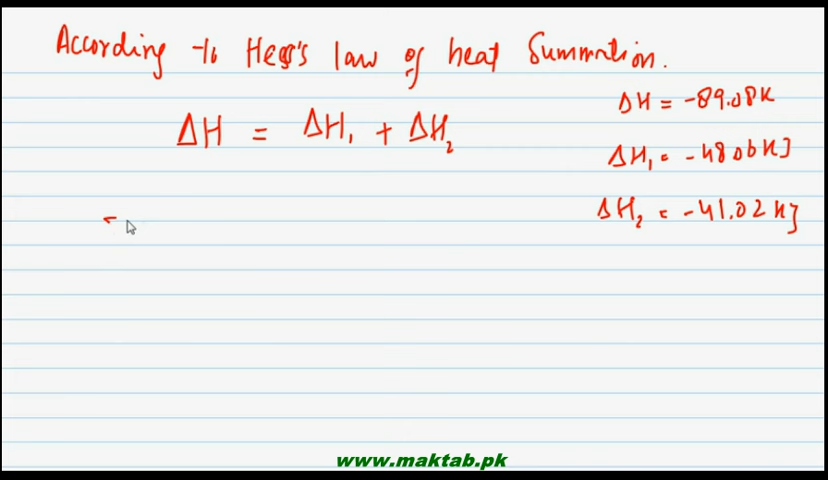 According to Hess's law of heat Summation.
ΔH = ΔH₁ + ΔH₂
ΔH = -89.08K
ΔH₁ = -48.06KJ
ΔH₂ = -41.02KJ
www.maktab.pk